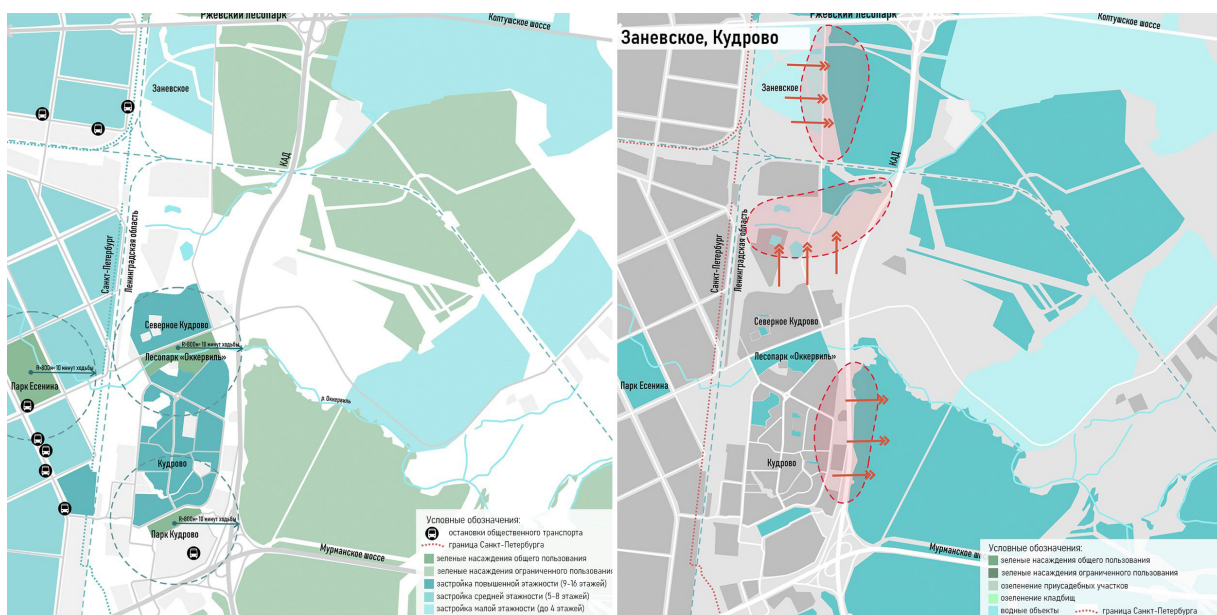 Ржевский лесопарк
Колтушское шоссе
Заневское
КАД
Санкт-Петербург
Ленинградская область
Северное Кудрово
Лесопарк «Оккервиль»
R=800м= 10 минут ходьбы
R=800м= 10 минут ходьбы
Парк Есенина
р. Оккервиль
Кудрово
R=800м= 10 минут ходьбы
Парк Кудрово
Мурманское шоссе
Условные обозначения:
остановки общественного транспорта
граница Санкт-Петербурга
зеленые насаждения общего пользования
зеленые насаждения ограниченного пользования
застройка повышенной этажности (9-16 этажей)
застройка средней этажности (5-8 этажей)
застройка малой этажности (до 4 этажей)
Заневское, Кудрово
Ржевский лесопарк
Колтушское шоссе
Заневское
КАД
Санкт-Петербург
Ленинградская область
Северное Кудрово
Лесопарк «Оккервиль»
Парк Есенина
Кудрово
Мурманское шоссе
Условные обозначения:
зеленые насаждения общего пользования
зеленые насаждения ограниченного пользования
озеленение приусадебных участков
озеленение кладбищ
водные объекты
граница Санкт-Петербурга